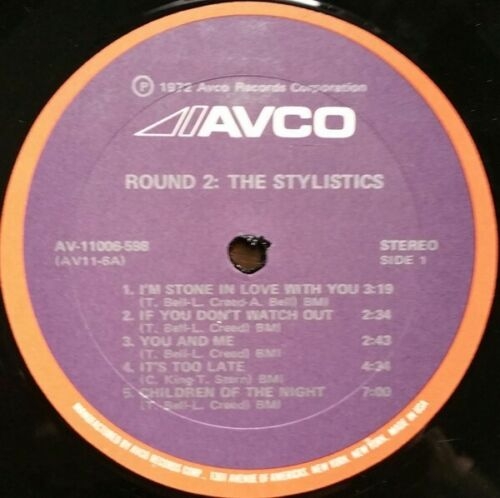 ℗ 1972 Avco Records Corporation
AVCO
ROUND 2: THE STYLISTICS
AV-11006-598 STEREO
(AV11-6A) SIDE 1
1. I'M STONE IN LOVE WITH YOU 3:19
(T. Bell-L. Creed-A. Bell) BMI
2. IF YOU DON'T WATCH OUT 2:34
(T. Bell-L. Creed) BMI
3. YOU AND ME 2:43
(T. Bell-L. Creed) BMI
4. IT'S TOO LATE 4:34
(C. King-T. Stern) BMI
5. CHILDREN OF THE NIGHT 7:00
(T. Bell-L. Creed) BMI
MANUFACTURED BY AVCO RECORDS CORP., 1301 AVENUE OF AMERICAS, NEW YORK, NEW YORK. MADE IN USA